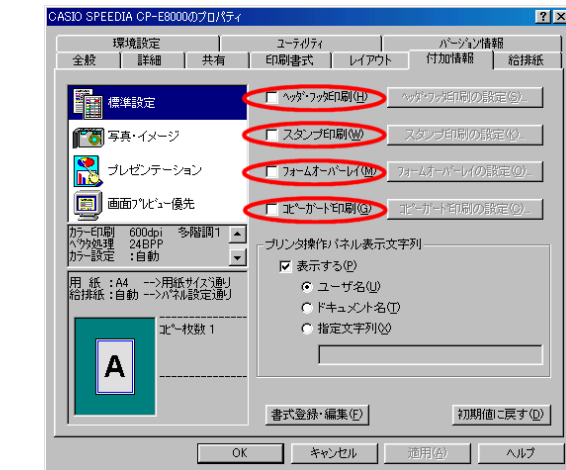 CASIO SPEEDIA CP-E8000のプロパティ
環境設定 ユーティリティ バージョン情報
全般 詳細 共有 印刷書式 レイアウト 付加情報 給排紙
標準設定
写真・イメージ
プレゼンテーション
画面プレビュー優先
カラー印刷 600dpi 多階調1
ベタ処理 24BPP
カラー設定 :自動
用 紙 :A4 -->用紙サイズ通り
給排紙:自動 -->パネル設定通り
コピー枚数 1
A
ヘッダ・フッタ印刷(H) ヘッダ・フッタ印刷の設定(S)...
スタンプ印刷(W) スタンプ印刷の設定(K)...
フォームオーバーレイ(M) フォームオーバーレイの設定(O)...
コピーガード印刷(G) コピーガード印刷の設定(Q)...
プリンタ操作パネル表示文字列
表示する(P)
ユーザ名(U)
ドキュメント名(T)
指定文字列(X)
書式登録・編集(F) 初期値に戻す(D)
OK キャンセル 適用(A) ヘルプ